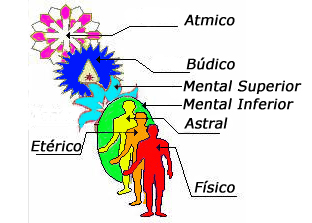 Atmico
Búdico
Mental Superior
Mental Inferior
Astral
Etérico
Físico